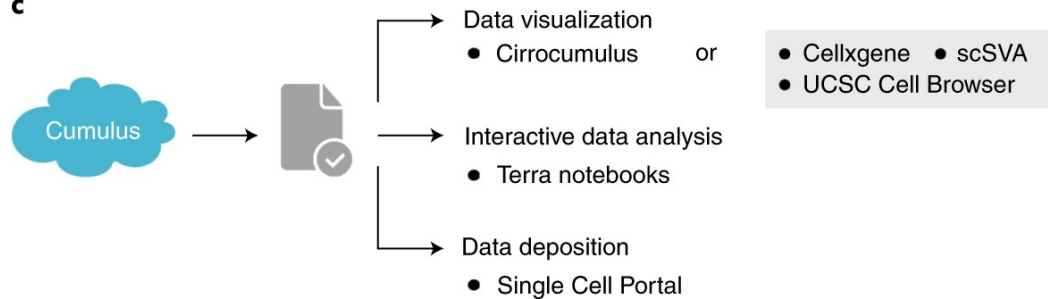 c
Data visualization
• Cirrocumulus or
• Cellxgene • scSVA
• UCSC Cell Browser
Cumulus
Interactive data analysis
• Terra notebooks
Data deposition
• Single Cell Portal